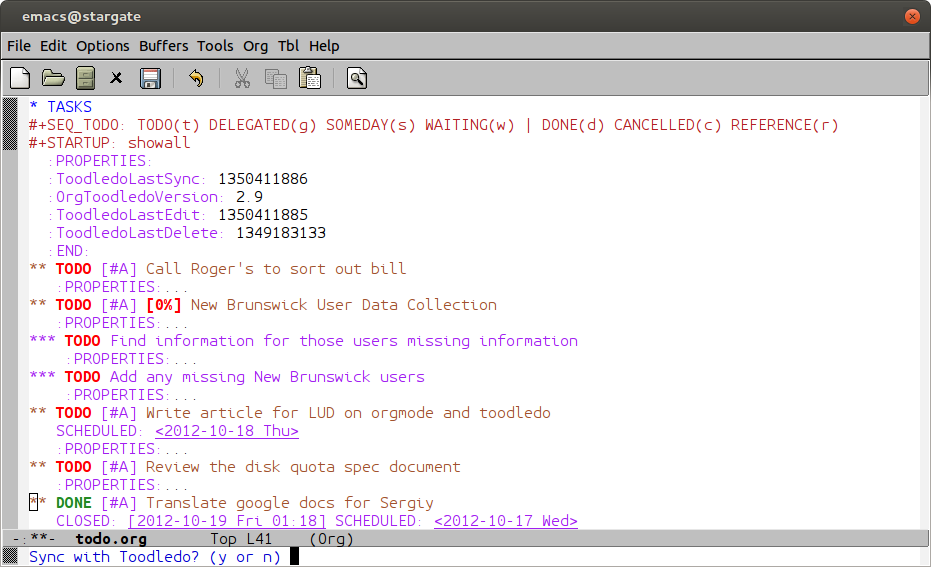 emacs@stargate
File Edit Options Buffers Tools Org Tbl Help
* TASKS
#+SEQ_TODO: TODO(t) DELEGATED(g) SOMEDAY(s) WAITING(w) | DONE(d) CANCELLED(c) REFERENCE(r)
#+STARTUP: showall
:PROPERTIES:
:ToodledoLastSync: 1350411886
:OrgToodledoVersion: 2.9
:ToodledoLastEdit: 1350411885
:ToodledoLastDelete: 1349183133
:END:
** TODO [#A] Call Roger's to sort out bill
:PROPERTIES:...
** TODO [#A] [0%] New Brunswick User Data Collection
:PROPERTIES:...
*** TODO Find information for those users missing information
:PROPERTIES:...
*** TODO Add any missing New Brunswick users
:PROPERTIES:...
** TODO [#A] Write article for LUD on orgmode and toodledo
SCHEDULED: <2012-10-18 Thu>
:PROPERTIES:...
** TODO [#A] Review the disk quota spec document
:PROPERTIES:...
** DONE [#A] Translate google docs for Sergiy
CLOSED: [2012-10-19 Fri 01:18] SCHEDULED: <2012-10-17 Wed>
-:**- todo.org Top L41 (Org)
Sync with Toodledo? (y or n)